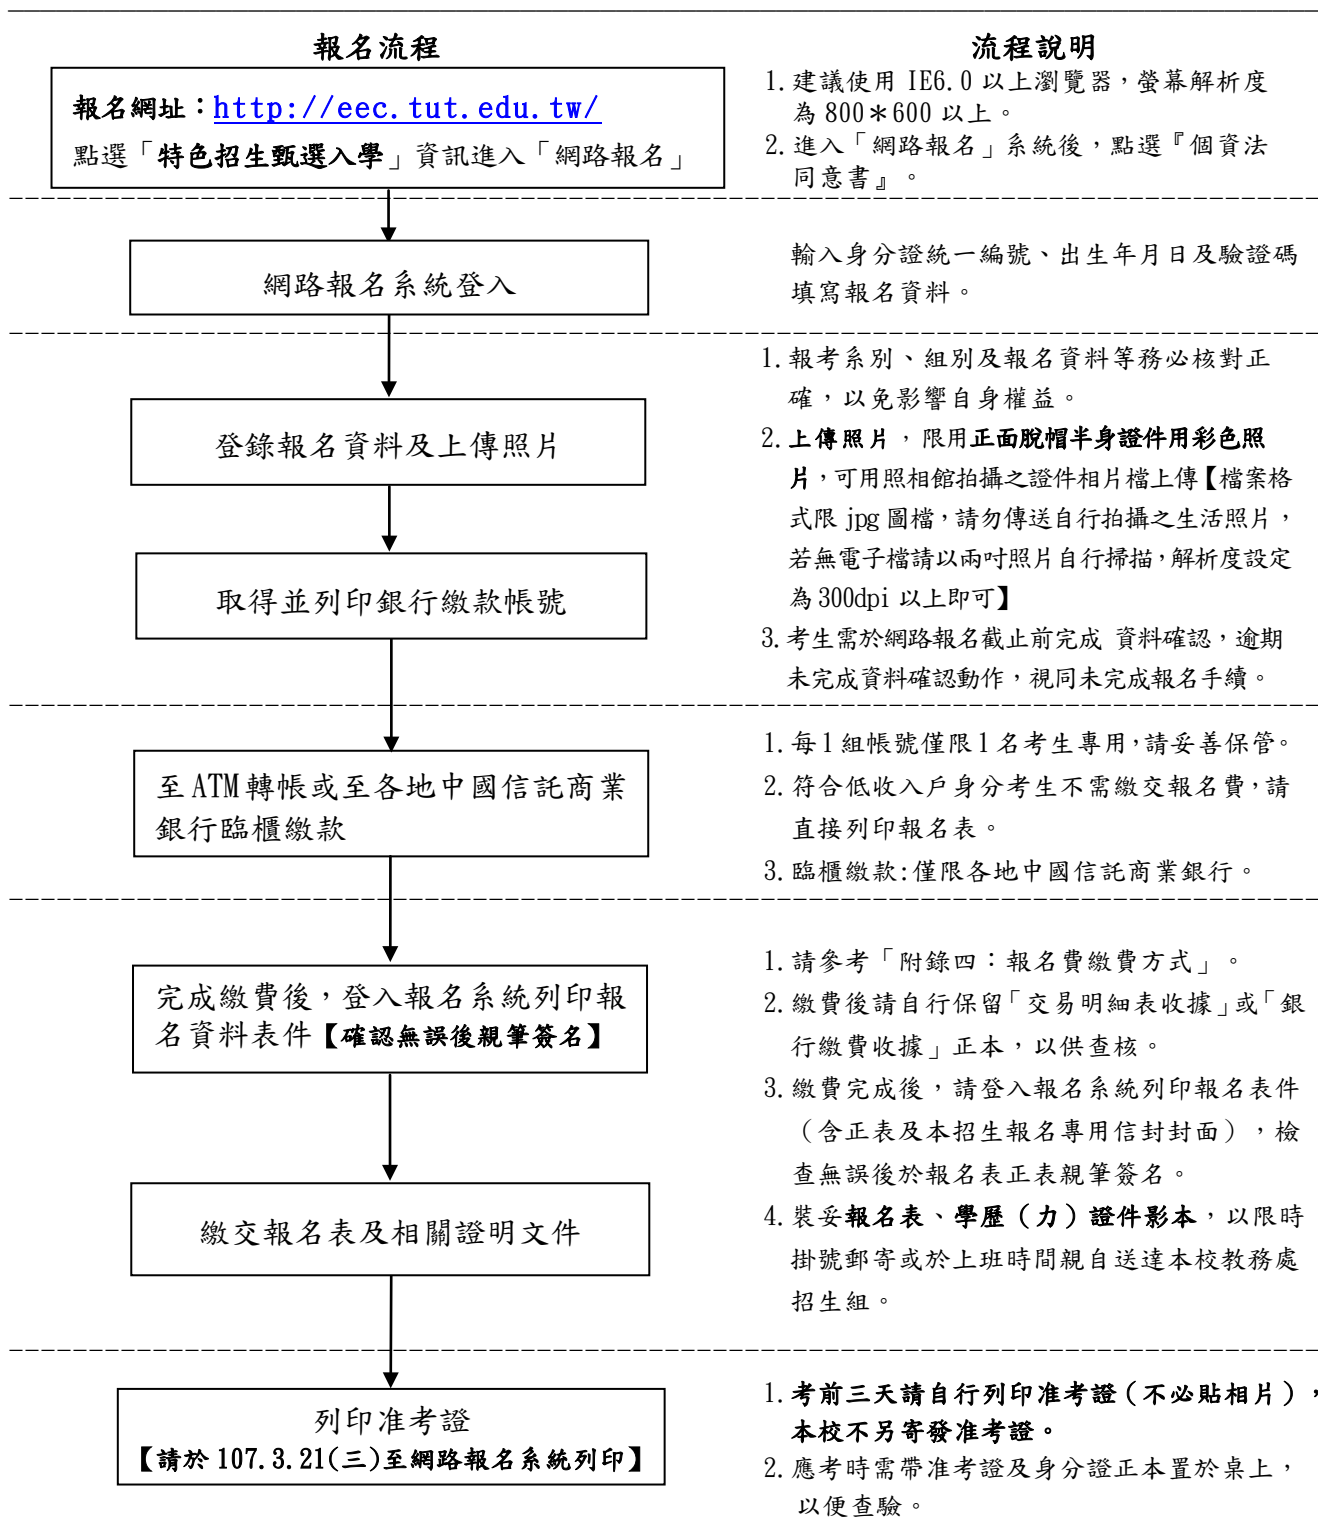 報名流程
流程說明
報名網址：http://eec.tut.edu.tw/
點選「特色招生甄選入學」資訊進入「網路報名」
1.建議使用 IE6.0 以上瀏覽器，螢幕解析度
為 800＊600 以上。
2.進入「網路報名」系統後，點選『個資法
同意書』。
網路報名系統登入
輸入身分證統一編號、出生年月日及驗證碼
填寫報名資料。
登錄報名資料及上傳照片
取得並列印銀行繳款帳號
1.報考系別、組別及報名資料等務必核對正
確，以免影響自身權益。
2.上傳照片，限用正面脫帽半身證件用彩色照
片，可用照相館拍攝之證件相片檔上傳【檔案格
式限 jpg 圖檔，請勿傳送自行拍攝之生活照片，
若無電子檔請以兩吋照片自行掃描，解析度設定
為 300dpi 以上即可】
3.考生需於網路報名截止前完成 資料確認，逾期
未完成資料確認動作，視同未完成報名手續。
至 ATM 轉帳或至各地中國信託商業
銀行臨櫃繳款
1.每 1 組帳號僅限 1 名考生專用，請妥善保管。
2.符合低收入戶身分考生不需繳交報名費，請
直接列印報名表。
3.臨櫃繳款:僅限各地中國信託商業銀行。
完成繳費後，登入報名系統列印報
名資料表件【確認無誤後親筆簽名】
繳交報名表及相關證明文件
1.請參考「附錄四：報名費繳費方式」。
2.繳費後請自行保留「交易明細表收據」或「銀
行繳費收據」正本，以供查核。
3.繳費完成後，請登入報名系統列印報名表件
（含正表及本招生報名專用信封封面），檢
查無誤後於報名表正表親筆簽名。
4.裝妥報名表、學歷（力）證件影本，以限時
掛號郵寄或於上班時間親自送達本校教務處
招生組。
列印准考證
【請於 107.3.21(三)至網路報名系統列印】
1.考前三天請自行列印准考證（不必貼相片），
本校不另寄發准考證。
2.應考時需帶准考證及身分證正本置於桌上，
以便查驗。